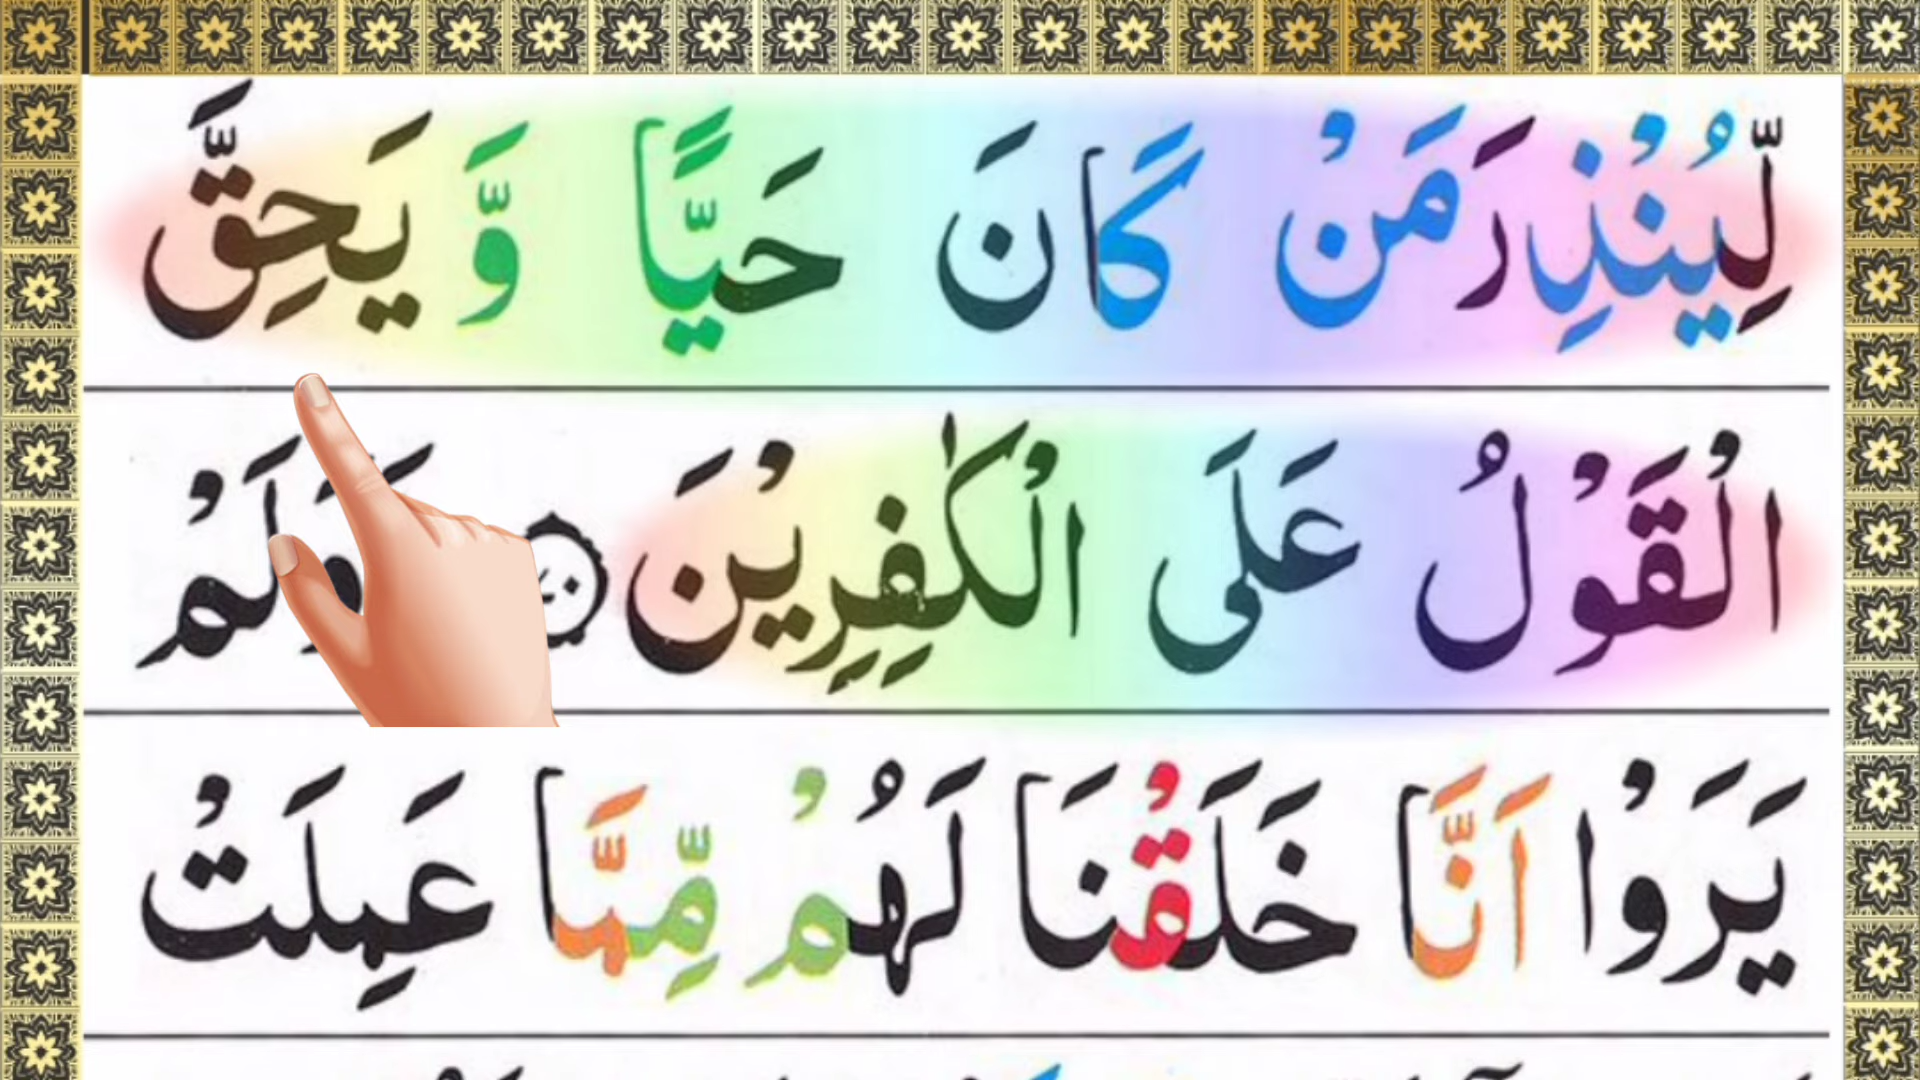 لِّيُنْذِرَ مَنْ كَانَ حَيًّا وَّ يَحِقَّ
الْقَوْلُ عَلَى الْكٰفِرِيْنَ ۝ وَلَمْ
يَرَوْا اَنَّا خَلَقْنَا لَهُمْ مِّمَّا عَمِلَتْ